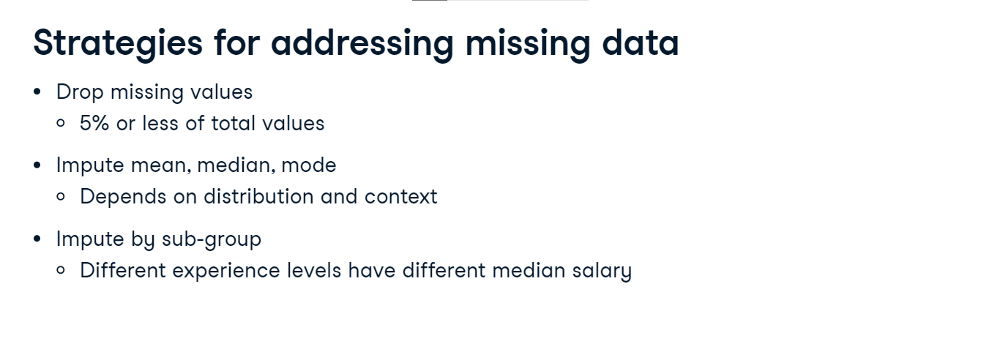 Strategies for addressing missing data
• Drop missing values
○ 5% or less of total values
• Impute mean, median, mode
○ Depends on distribution and context
• Impute by sub-group
○ Different experience levels have different median salary